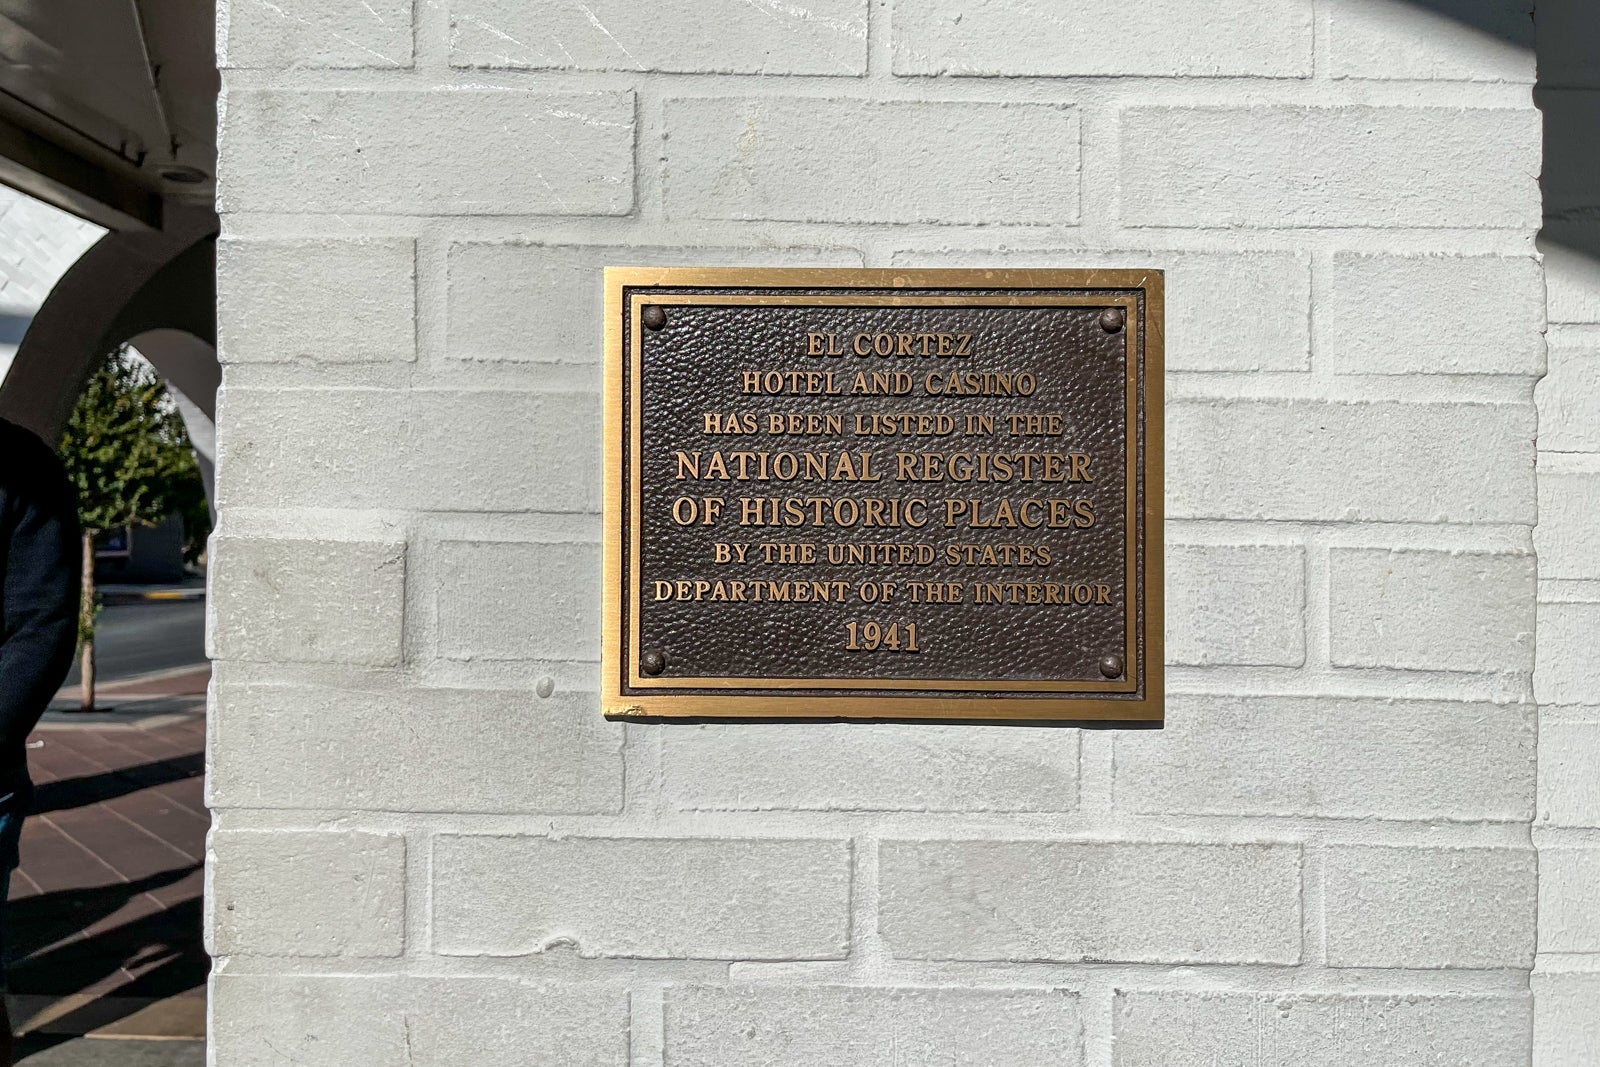 EL CORTEZ
HOTEL AND CASINO
HAS BEEN LISTED IN THE
NATIONAL REGISTER
OF HISTORIC PLACES
BY THE UNITED STATES
DEPARTMENT OF THE INTERIOR
1941